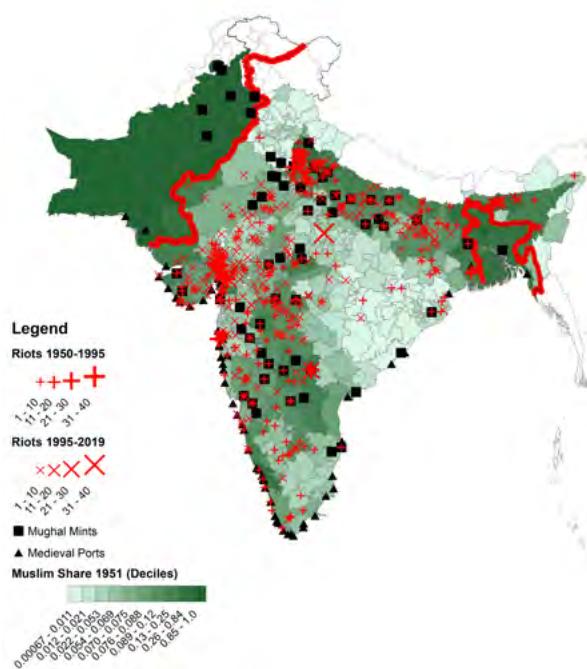 Legend
Riots 1950-1995
1 - 10
11 - 20
21 - 30
31 - 40
Riots 1995-2019
1 - 10
11 - 20
21 - 30
31 - 40
Mughal Mints
Medieval Ports
Muslim Share 1951 (Deciles)
0.00067 - 0.011
0.012 - 0.021
0.022 - 0.053
0.054 - 0.069
0.070 - 0.075
0.076 - 0.088
0.089 - 0.12
0.13 - 0.25
0.26 - 0.84
0.85 - 1.0